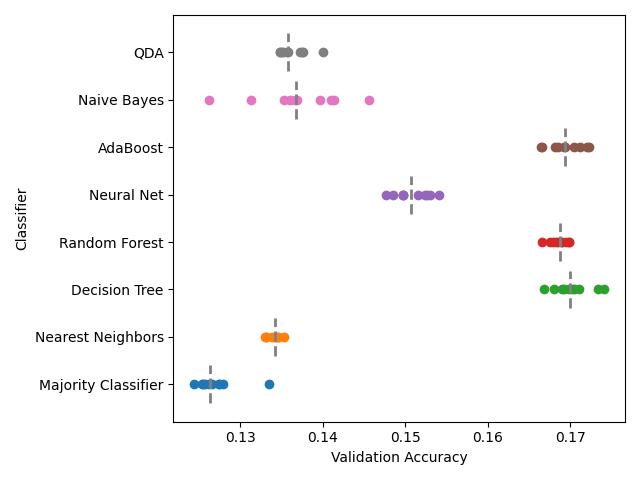 QDA
Naive Bayes
AdaBoost
Neural Net
Random Forest
Decision Tree
Nearest Neighbors
Majority Classifier
Classifier
0.13 0.14 0.15 0.16 0.17
Validation Accuracy